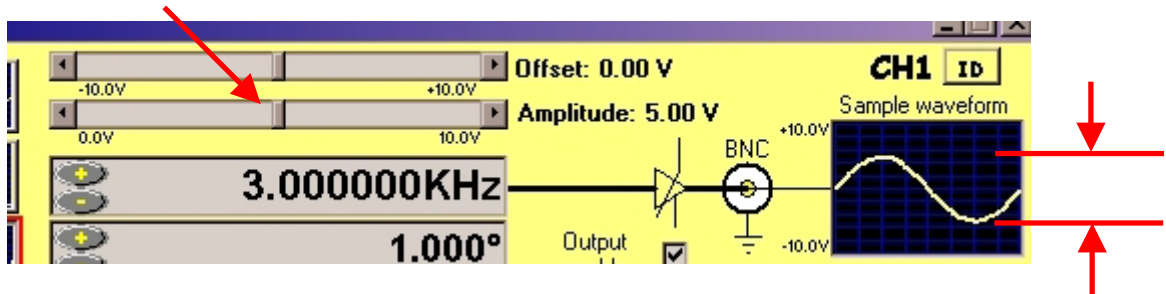 Offset: 0.00 V
CH1 ID
-10.0V +10.0V
Amplitude: 5.00 V
Sample waveform
0.0V 10.0V
+10.0V
BNC
3.000000KHz
1.000°
Output
-10.0V